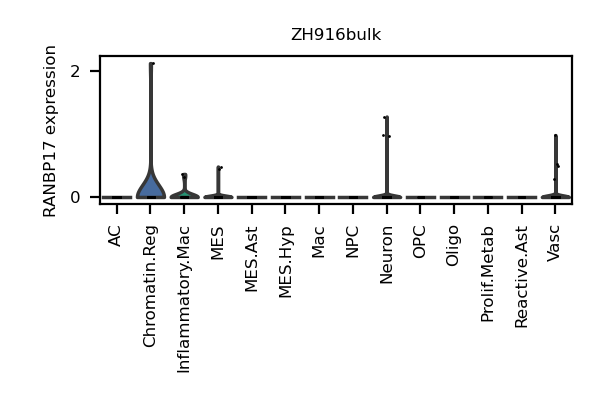 ZH916bulk
RANBP17 expression
2
0
AC
Chromatin.Reg
Inflammatory.Mac
MES
MES.Ast
MES.Hyp
Mac
NPC
Neuron
OPC
Oligo
Prolif.Metab
Reactive.Ast
Vasc